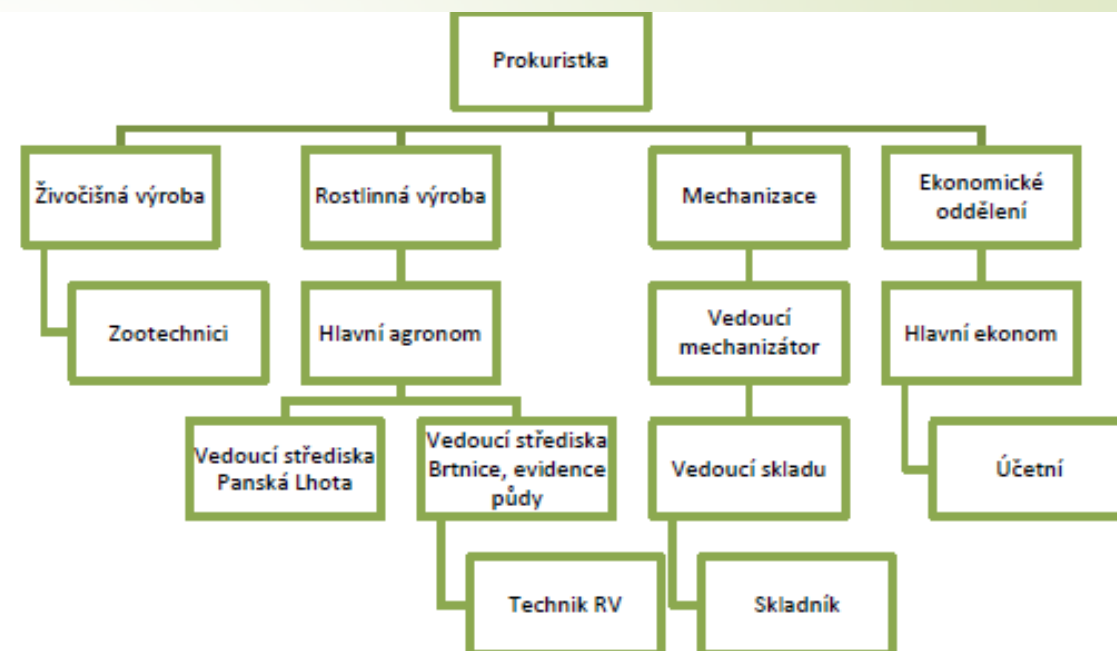 Prokuristka
Živočišná výroba
Rostlinná výroba
Mechanizace
Ekonomické
oddělení
Zootechnici
Hlavní agronom
Vedoucí
mechanizátor
Hlavní ekonom
Vedoucí střediska
Panská Lhota
Vedoucí střediska
Brtnice, evidence
půdy
Vedoucí skladu
Účetní
Technik RV
Skladník